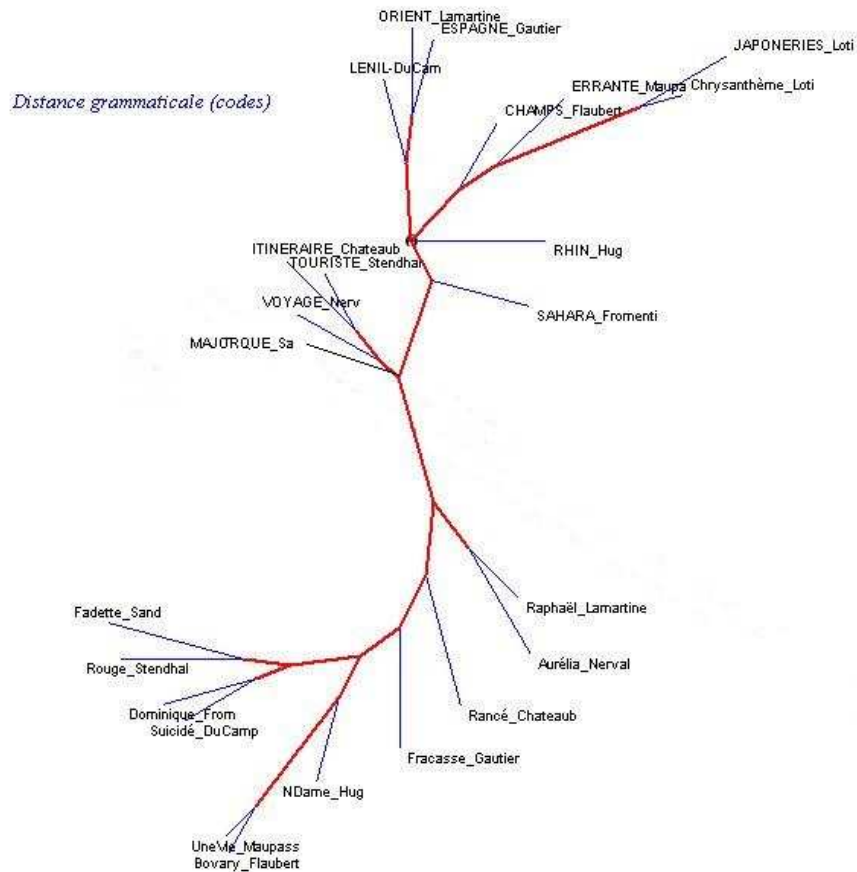 ORIENT_Lamartine
ESPAGNE_Gautier
JAPONERIES_Loti
LENIL-DuCam
ERRANTE_Maupa
Chrysanthème_Loti
Distance grammaticale (codes)
CHAMPS_Flaubert
ITINERAIRE_Chateaub
RHIN_Hug
TOURISTE_Stendhal
VOYAGE_Nerv
SAHARA_Fromenti
MAJORQUE_Sa
Raphaël_Lamartine
Fadette_Sand
Aurélia_Nerval
Rouge_Stendhal
Dominique_From
Rancé_Chateaub
Suicidé_DuCamp
Fracasse_Gautier
NDame_Hug
UneVie_Maupass
Bovary_Flaubert